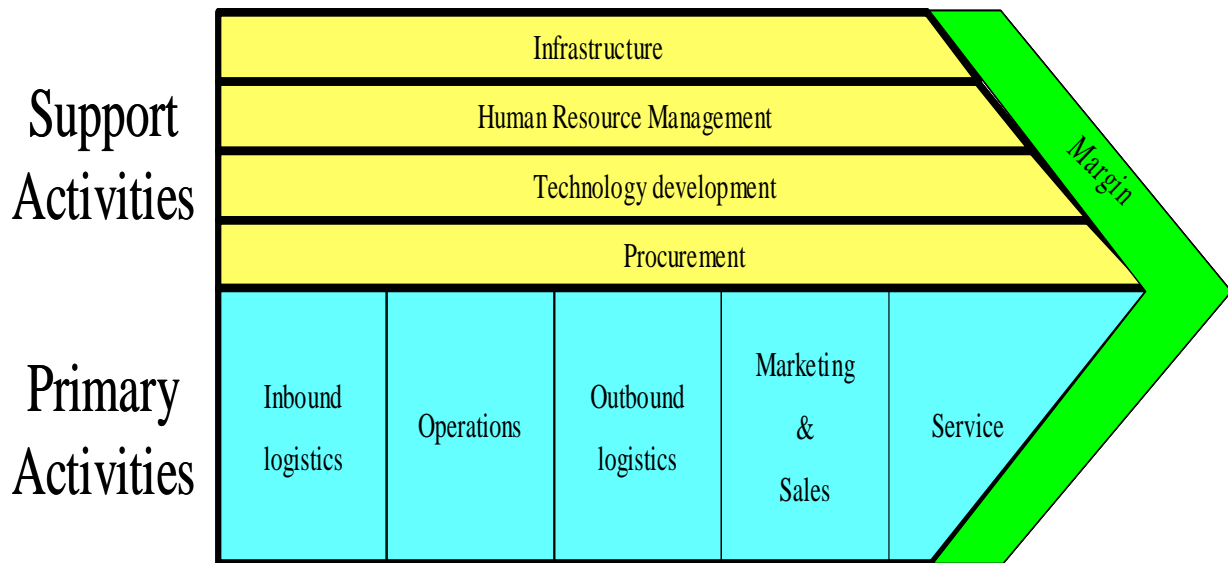 Support
Activities
Infrastructure
Human Resource Management
Technology development
Procurement
Margin
Primary
Activities
Inbound
logistics
Operations
Outbound
logistics
Marketing
&
Sales
Service